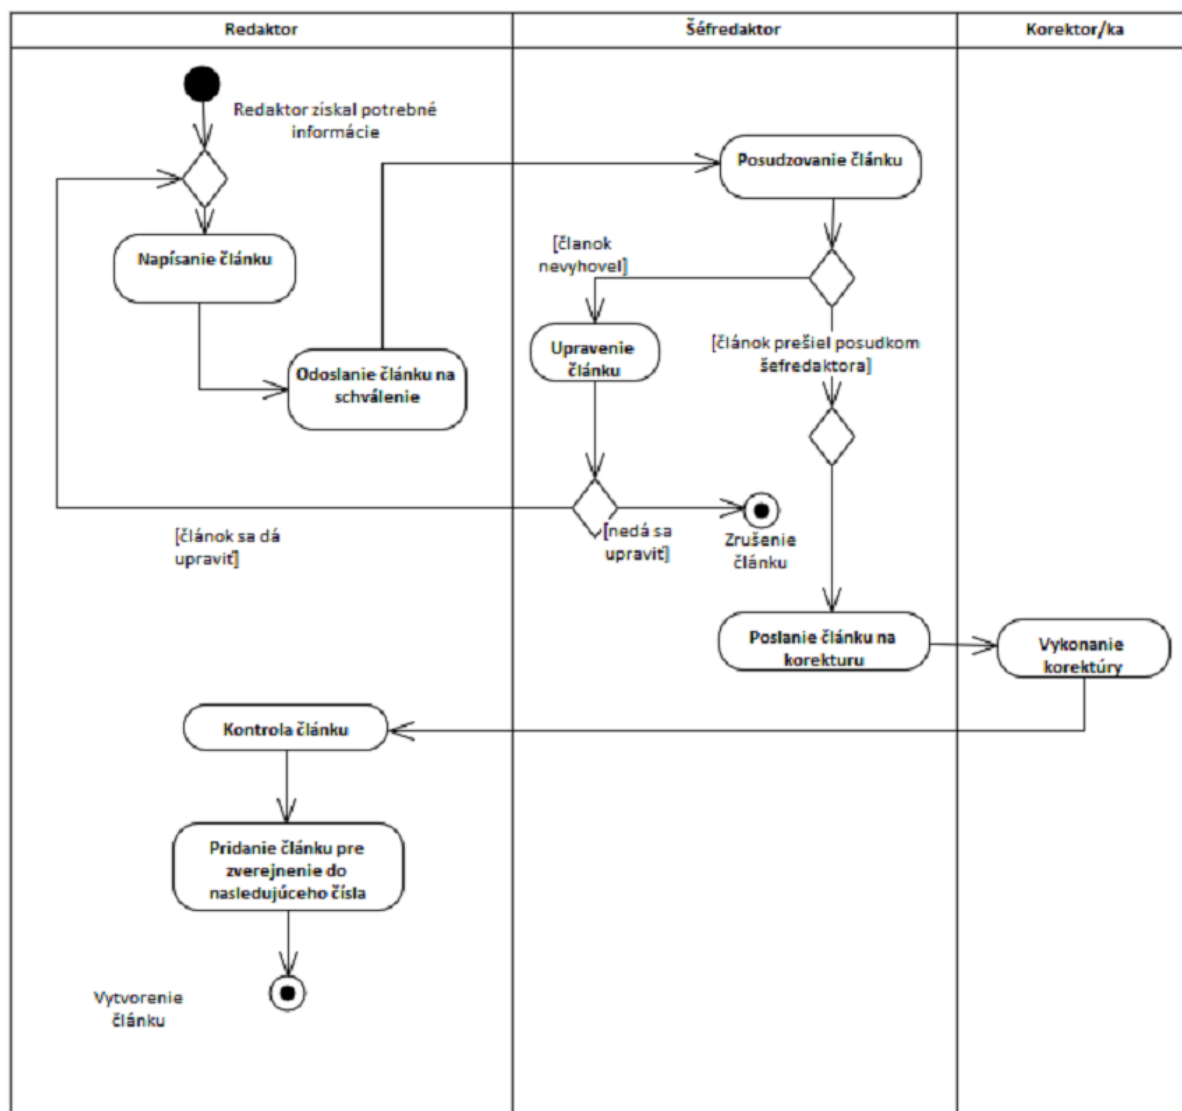 Redaktor
Šéfredaktor
Korektor/ka
Redaktor získal potrebné
informácie
Posudzovanie článku
Napísanie článku
[članok
nevyhovel]
Upravenie
článku
[článok prešiel posudkom
šefredaktora]
Odoslanie článku na
schválenie
[článok sa dá
upraviť]
[nedá sa
upraviť]
Zrušenie
článku
Poslanie článku na
korekturu
Vykonanie
korektúry
Kontrola článku
Pridanie článku pre
zverejnenie do
nasledujúceho čísla
Vytvorenie
článku